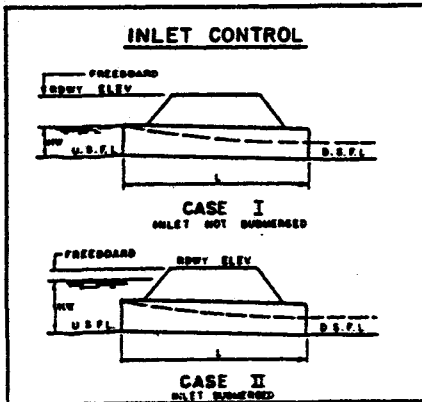 INLET CONTROL
FREEBOARD
RDWY ELEV
HW
U.S.F.L.
D.S.F.L
L
CASE I
INLET NOT SUBMERGED
FREEBOARD
RDWY ELEV
HW
U.S.F.L.
D.S.F.L
L
CASE II
INLET SUBMERGED